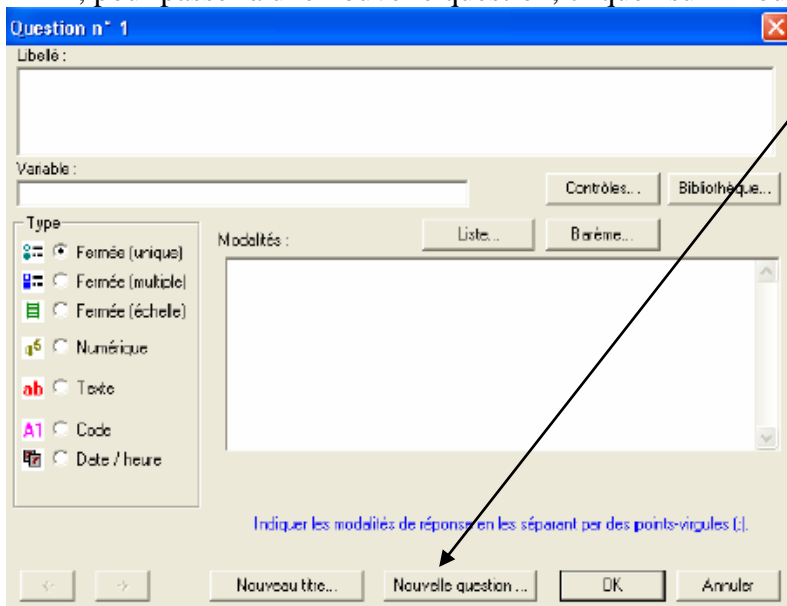 Question n° 1
Libellé :
Variable :
Contrôles...
Bibliothèque...
Type
Fermée (unique)
Fermée (multiple)
Fermée (échelle)
Numérique
Texte
Code
Date / heure
Modalités :
Liste...
Barème...
Indiquer les modalités de réponse en les séparant par des points-virgules (;).
<-
->
Nouveau titre...
Nouvelle question ...
OK
Annuler